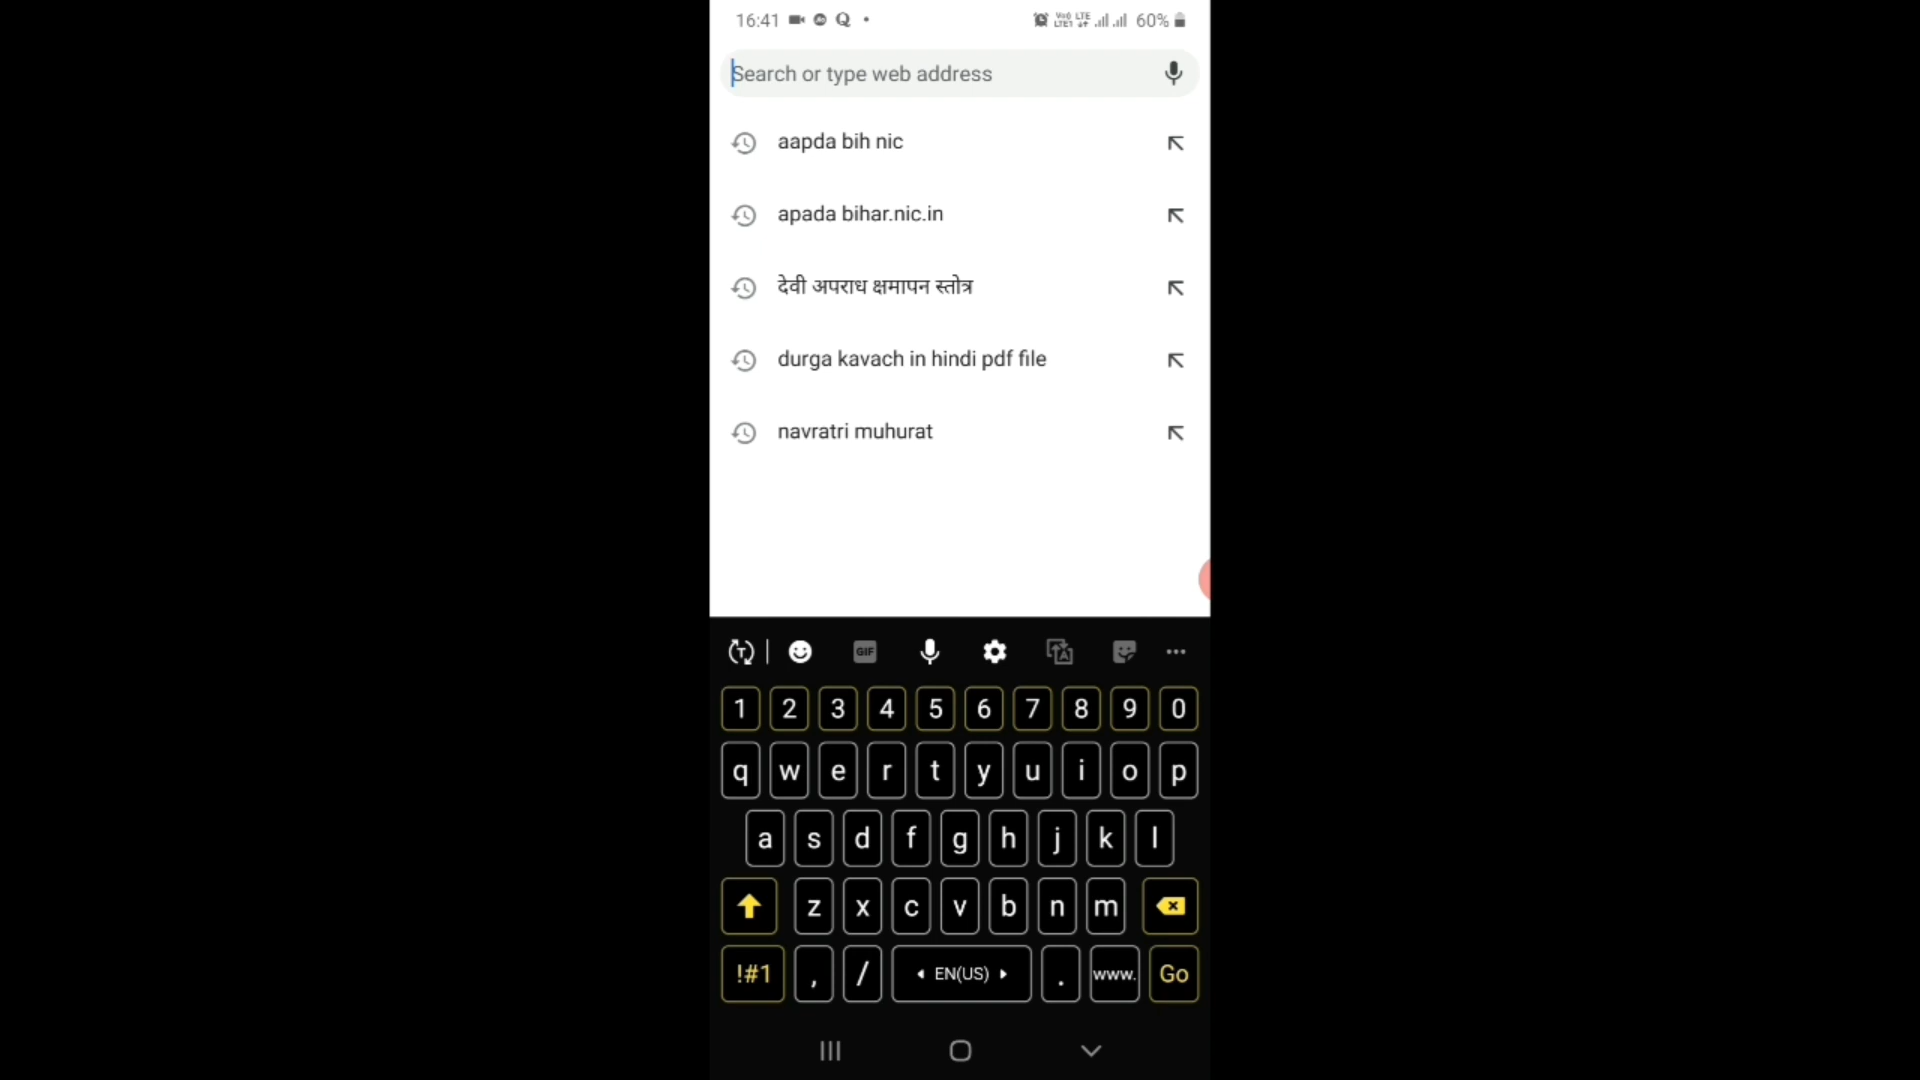 16:41 60%
Search or type web address
aapda bih nic
apada bihar.nic.in
देवी अपराध क्षमापन स्तोत्र
durga kavach in hindi pdf file
navratri muhurat
GIF
1 2 3 4 5 6 7 8 9 0
q w e r t y u i o p
a s d f g h j k l
z x c v b n m
!#1 , / EN(US) . www. Go